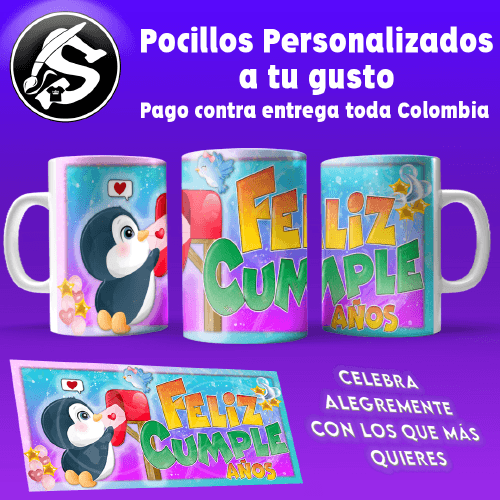 S
Pocillos Personalizados
a tu gusto
Pago contra entrega toda Colombia
FELIZ
CUMPLE
AÑOS
FELIZ
CUMPLE
AÑOS
CELEBRA
ALEGREMENTE
CON LOS QUE MÁS
QUIERES